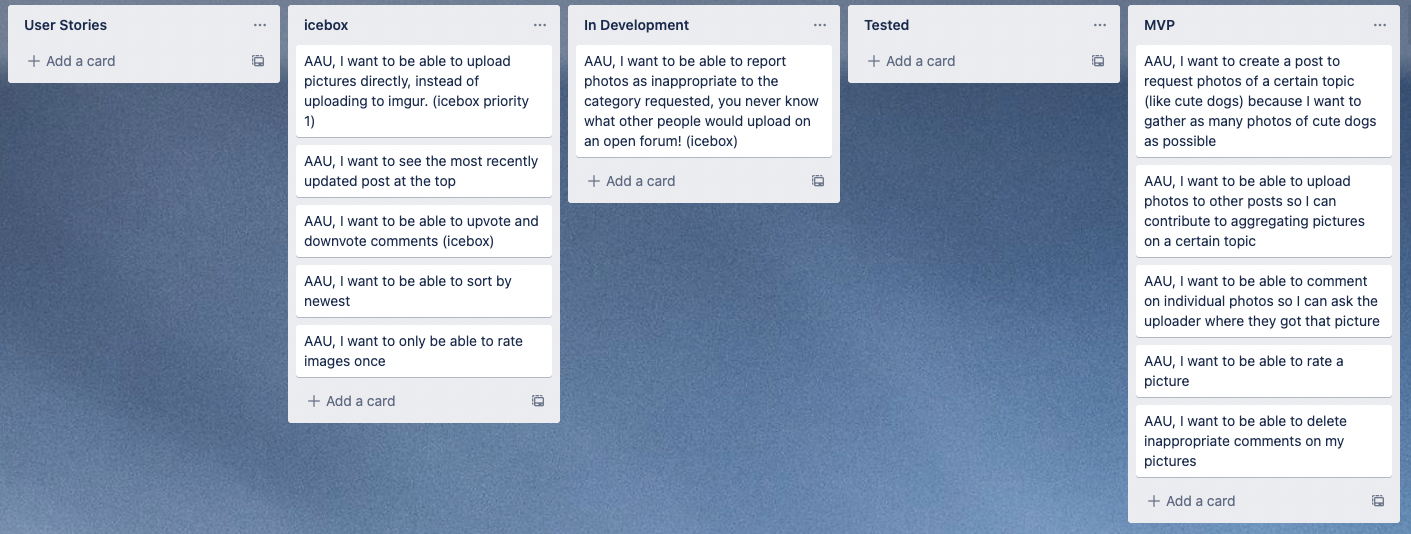 User Stories
Add a card
icebox
AAU, I want to be able to upload
pictures directly, instead of
uploading to imgur. (icebox priority
1)
AAU, I want to see the most recently
updated post at the top
AAU, I want to be able to upvote and
downvote comments (icebox)
AAU, I want to be able to sort by
newest
AAU, I want to only be able to rate
images once
Add a card
In Development
AAU, I want to be able to report
photos as inappropriate to the
category requested, you never know
what other people would upload on
an open forum! (icebox)
Add a card
Tested
Add a card
MVP
AAU, I want to create a post to
request photos of a certain topic
(like cute dogs) because I want to
gather as many photos of cute dogs
as possible
AAU, I want to be able to upload
photos to other posts so I can
contribute to aggregating pictures
on a certain topic
AAU, I want to be able to comment
on individual photos so I can ask the
uploader where they got that picture
AAU, I want to be able to rate a
picture
AAU, I want to be able to delete
inappropriate comments on my
pictures
Add a card